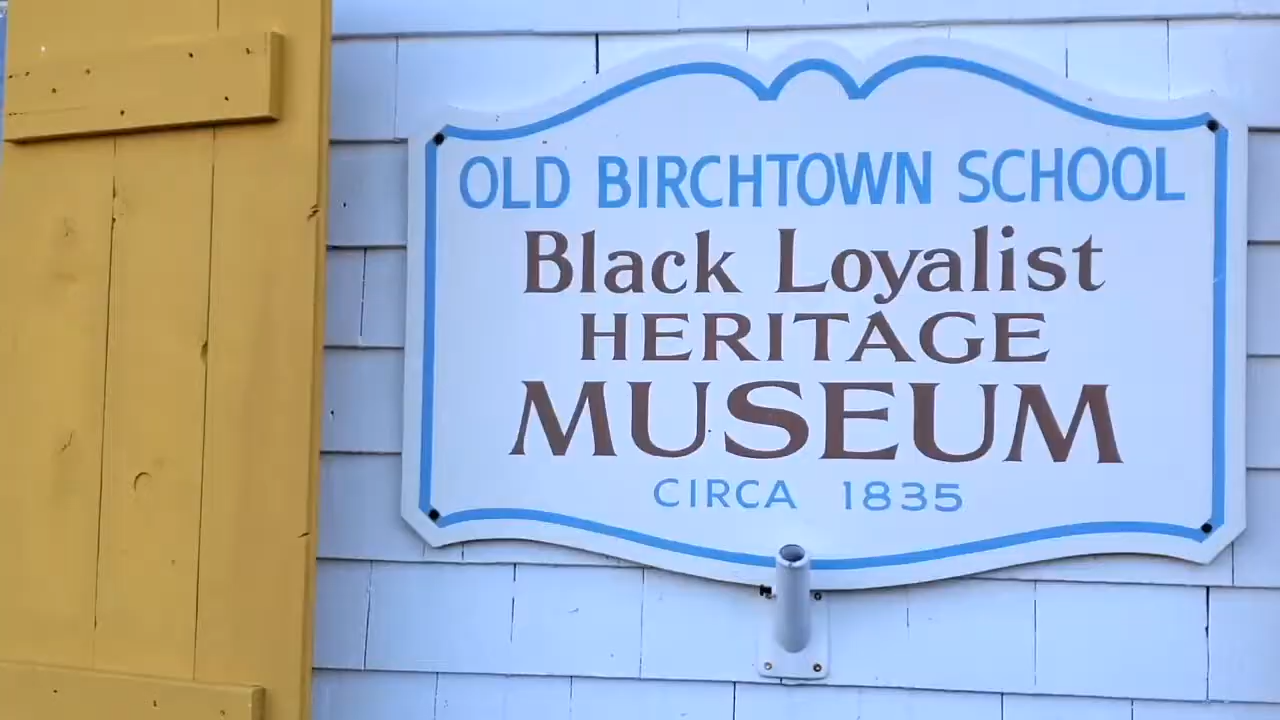 OLD BIRCHTOWN SCHOOL
Black Loyalist
HERITAGE
MUSEUM
CIRCA 1835